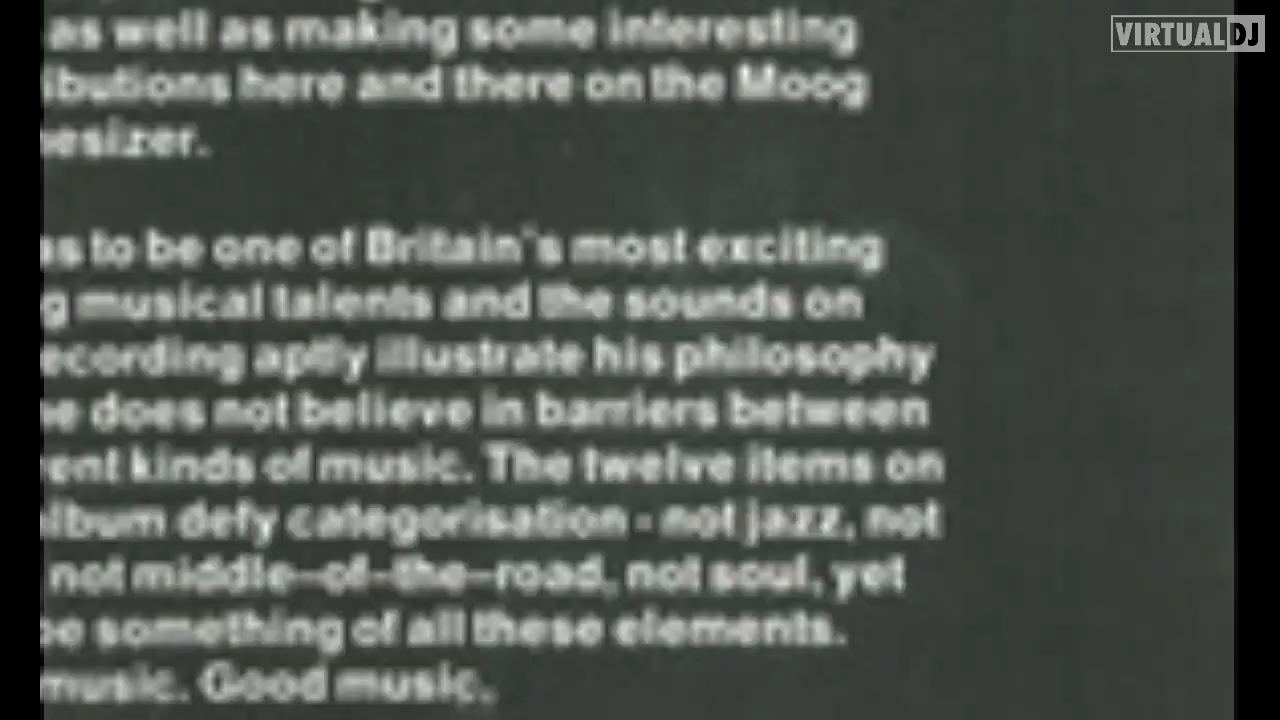 VIRTUALDJ
as well as making some interesting
ibutions here and there on the Moog
esizer.
as to be one of Britain's most exciting
g musical talents and the sounds on
ecording aptly illustrate his philosophy
e does not believe in barriers between
ent kinds of music. The twelve items on
lbum defy categorisation - not jazz, not
not middle-of-the-road, not soul, yet
be something of all these elements.
music. Good music.